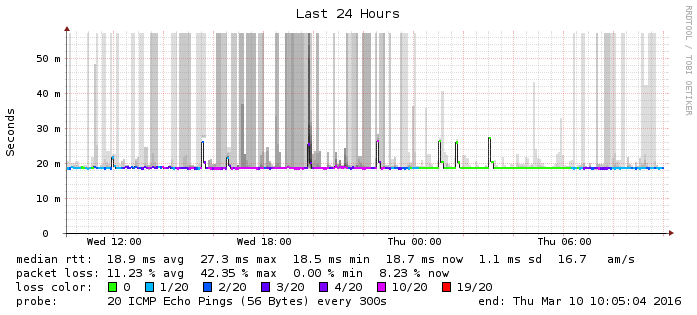 Last 24 Hours
RRDTOOL / TOBI OETIKER
Seconds
50 m
40 m
30 m
20 m
10 m
0
Wed 12:00 Wed 18:00 Thu 00:00 Thu 06:00
median rtt: 18.9 ms avg 27.3 ms max 18.5 ms min 18.7 ms now 1.1 ms sd 16.7 am/s
packet loss: 11.23 % avg 42.35 % max 0.00 % min 8.23 % now
loss color: 0 1/20 2/20 3/20 4/20 10/20 19/20
probe: 20 ICMP Echo Pings (56 Bytes) every 300s end: Thu Mar 10 10:05:04 2016